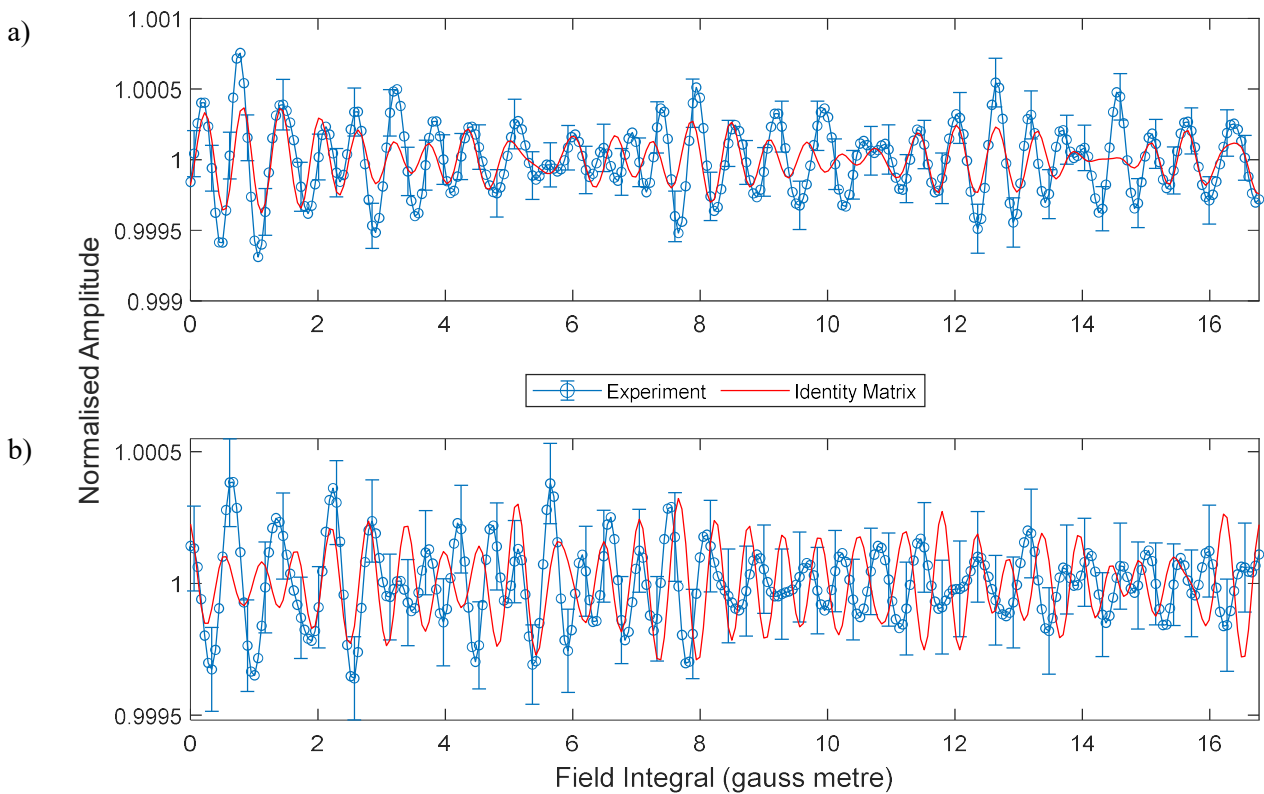 a)
1.001
1.0005
1
0.9995
0.999
0 2 4 6 8 10 12 14 16
Normalised Amplitude
Experiment Identity Matrix
b)
1.0005
1
0.9995
0 2 4 6 8 10 12 14 16
Field Integral (gauss metre)